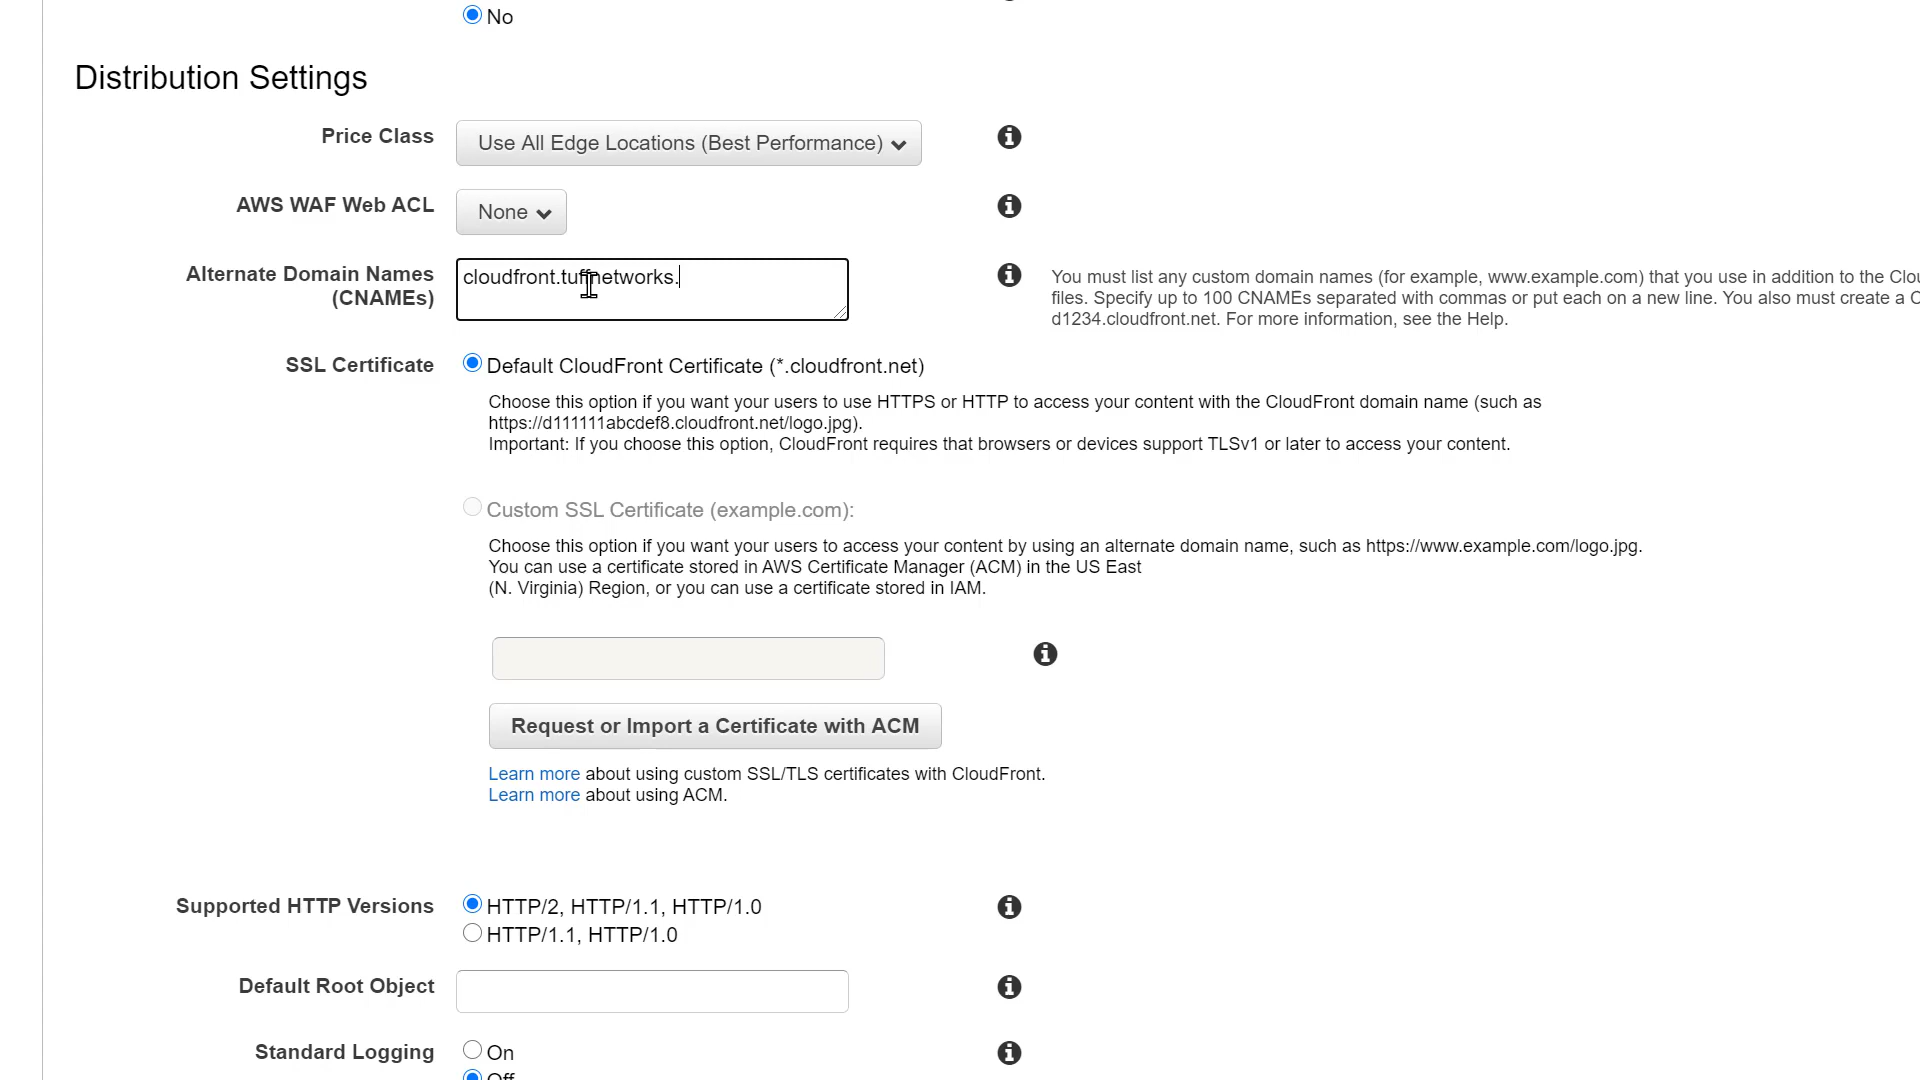 No
Distribution Settings
Price Class
Use All Edge Locations (Best Performance)
AWS WAF Web ACL
None
Alternate Domain Names
(CNAMEs)
cloudfront.tuffnetworks.
You must list any custom domain names (for example, www.example.com) that you use in addition to the Clou
files. Specify up to 100 CNAMEs separated with commas or put each on a new line. You also must create a C
d1234.cloudfront.net. For more information, see the Help.
SSL Certificate
Default CloudFront Certificate (*.cloudfront.net)
Choose this option if you want your users to use HTTPS or HTTP to access your content with the CloudFront domain name (such as
https://d111111abcdef8.cloudfront.net/logo.jpg).
Important: If you choose this option, CloudFront requires that browsers or devices support TLSv1 or later to access your content.
Custom SSL Certificate (example.com):
Choose this option if you want your users to access your content by using an alternate domain name, such as https://www.example.com/logo.jpg.
You can use a certificate stored in AWS Certificate Manager (ACM) in the US East
(N. Virginia) Region, or you can use a certificate stored in IAM.
Request or Import a Certificate with ACM
Learn more about using custom SSL/TLS certificates with CloudFront.
Learn more about using ACM.
Supported HTTP Versions
HTTP/2, HTTP/1.1, HTTP/1.0
HTTP/1.1, HTTP/1.0
Default Root Object
Standard Logging
On
Off